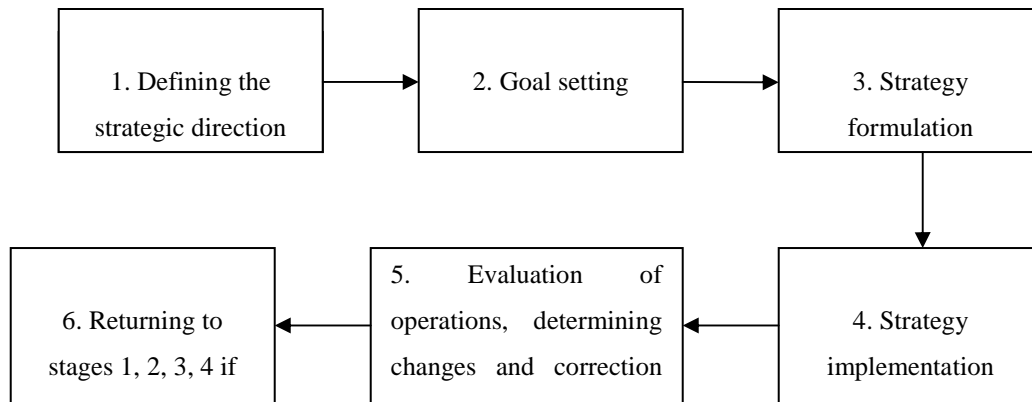 1. Defining the
strategic direction
2. Goal setting
3. Strategy
formulation
4. Strategy
implementation
5. Evaluation of
operations, determining
changes and correction
6. Returning to
stages 1, 2, 3, 4 if